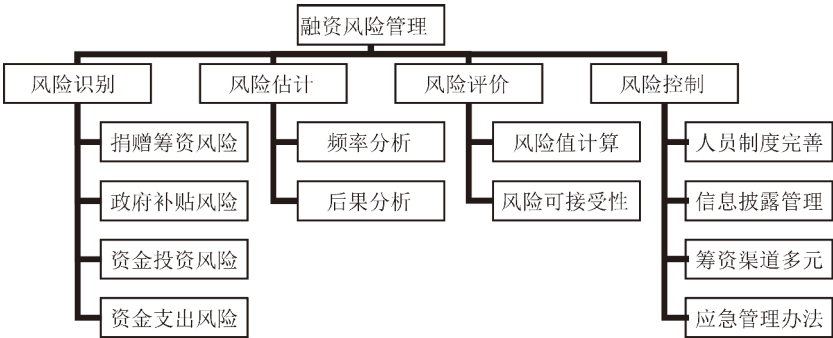 融资风险管理
风险识别
风险估计
风险评价
风险控制
捐赠筹资风险
频率分析
风险值计算
人员制度完善
政府补贴风险
后果分析
风险可接受性
信息披露管理
资金投资风险
筹资渠道多元
资金支出风险
应急管理办法